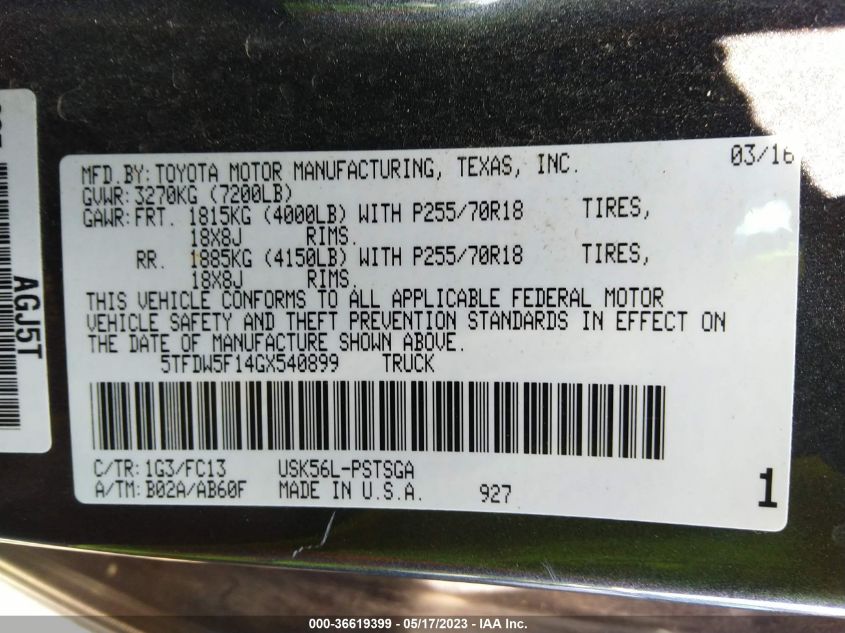 MFD.BY: TOYOTA MOTOR MANUFACTURING, TEXAS, INC. 03/16
GVWR: 3270KG (7200LB)
GAWR: FRT. 1815KG (4000LB) WITH P255/70R18 TIRES,
18X8J RIMS.
RR. 1885KG (4150LB) WITH P255/70R18 TIRES,
18X8J RIMS.
THIS VEHICLE CONFORMS TO ALL APPLICABLE FEDERAL MOTOR
VEHICLE SAFETY AND THEFT PREVENTION STANDARDS IN EFFECT ON
THE DATE OF MANUFACTURE SHOWN ABOVE.
5TFDW5F14GX540899 TRUCK
C/TR: 1G3/FC13 USK56L-PSTSGA
A/TM: B02A/AB60F MADE IN U.S.A. 927 1
AGJ5T
000-36619399 - 05/17/2023 - IAA Inc.